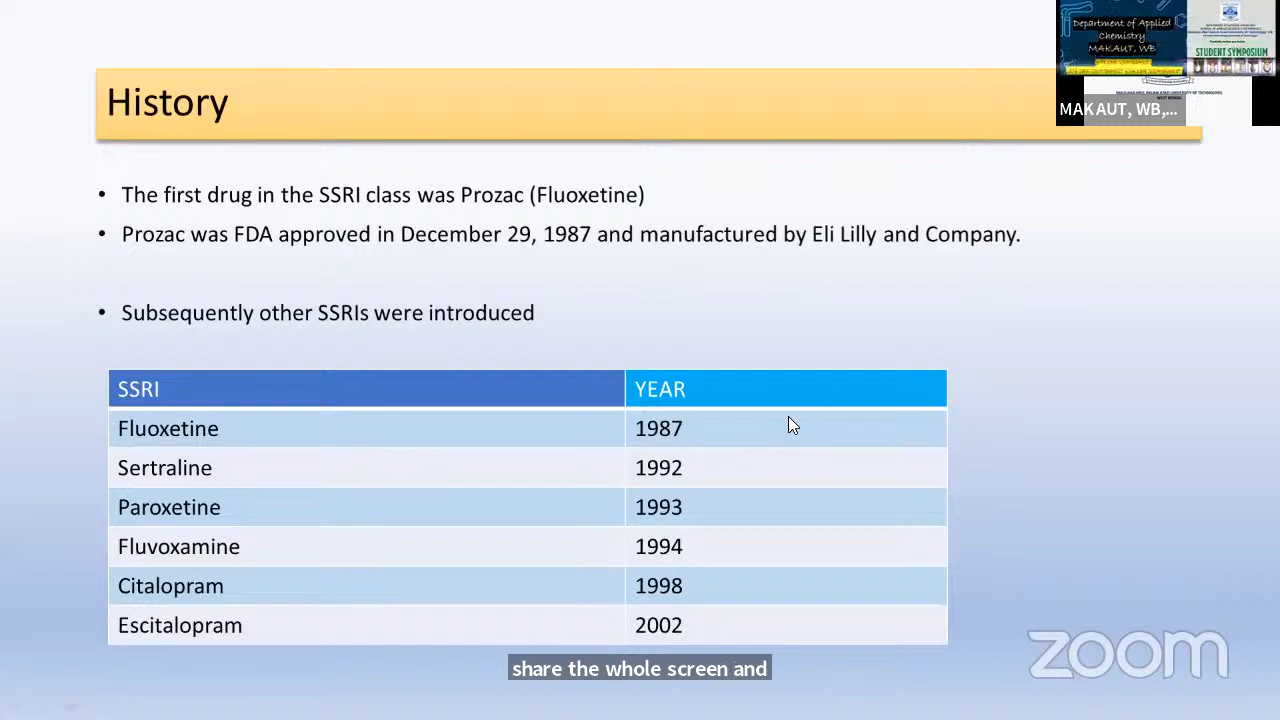 Department of Applied
Chemistry
MAKAUT, WB
STUDENT SYMPOSIUM
MAKAUT, WB,...
History
• The first drug in the SSRI class was Prozac (Fluoxetine)
• Prozac was FDA approved in December 29, 1987 and manufactured by Eli Lilly and Company.
• Subsequently other SSRIs were introduced
SSRI YEAR
Fluoxetine 1987
Sertraline 1992
Paroxetine 1993
Fluvoxamine 1994
Citalopram 1998
Escitalopram 2002
share the whole screen and
zoom